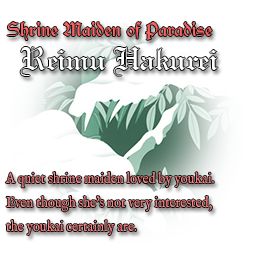 Shrine Maiden of Paradise
Reimu Hakurei
A quiet shrine maiden loved by youkai.
Even though she's not very interested,
the youkai certainly are.